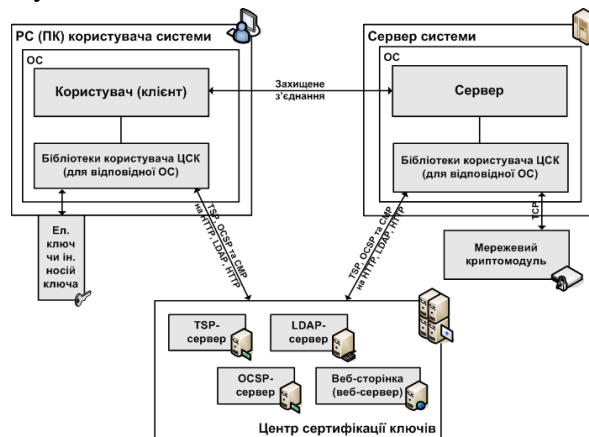 РС (ПК) користувача системи
ОС
Користувач (клієнт)
Бібліотеки користувача ЦСК
(для відповідної ОС)
Ел.
ключ
чи ін.
носій
ключа
Захищене
з'єднання
Сервер системи
ОС
Сервер
Бібліотеки користувача ЦСК
(для відповідної ОС)
TCP
Мережевий
криптомодуль
TSP, OCSP та CMP
на HTTP, LDAP, HTTP
TSP, OCSP та CMP
на HTTP, LDAP, HTTP
TSP-
сервер
LDAP-
сервер
OCSP-
сервер
Веб-сторінка
(веб-сервер)
Центр сертифікації ключів